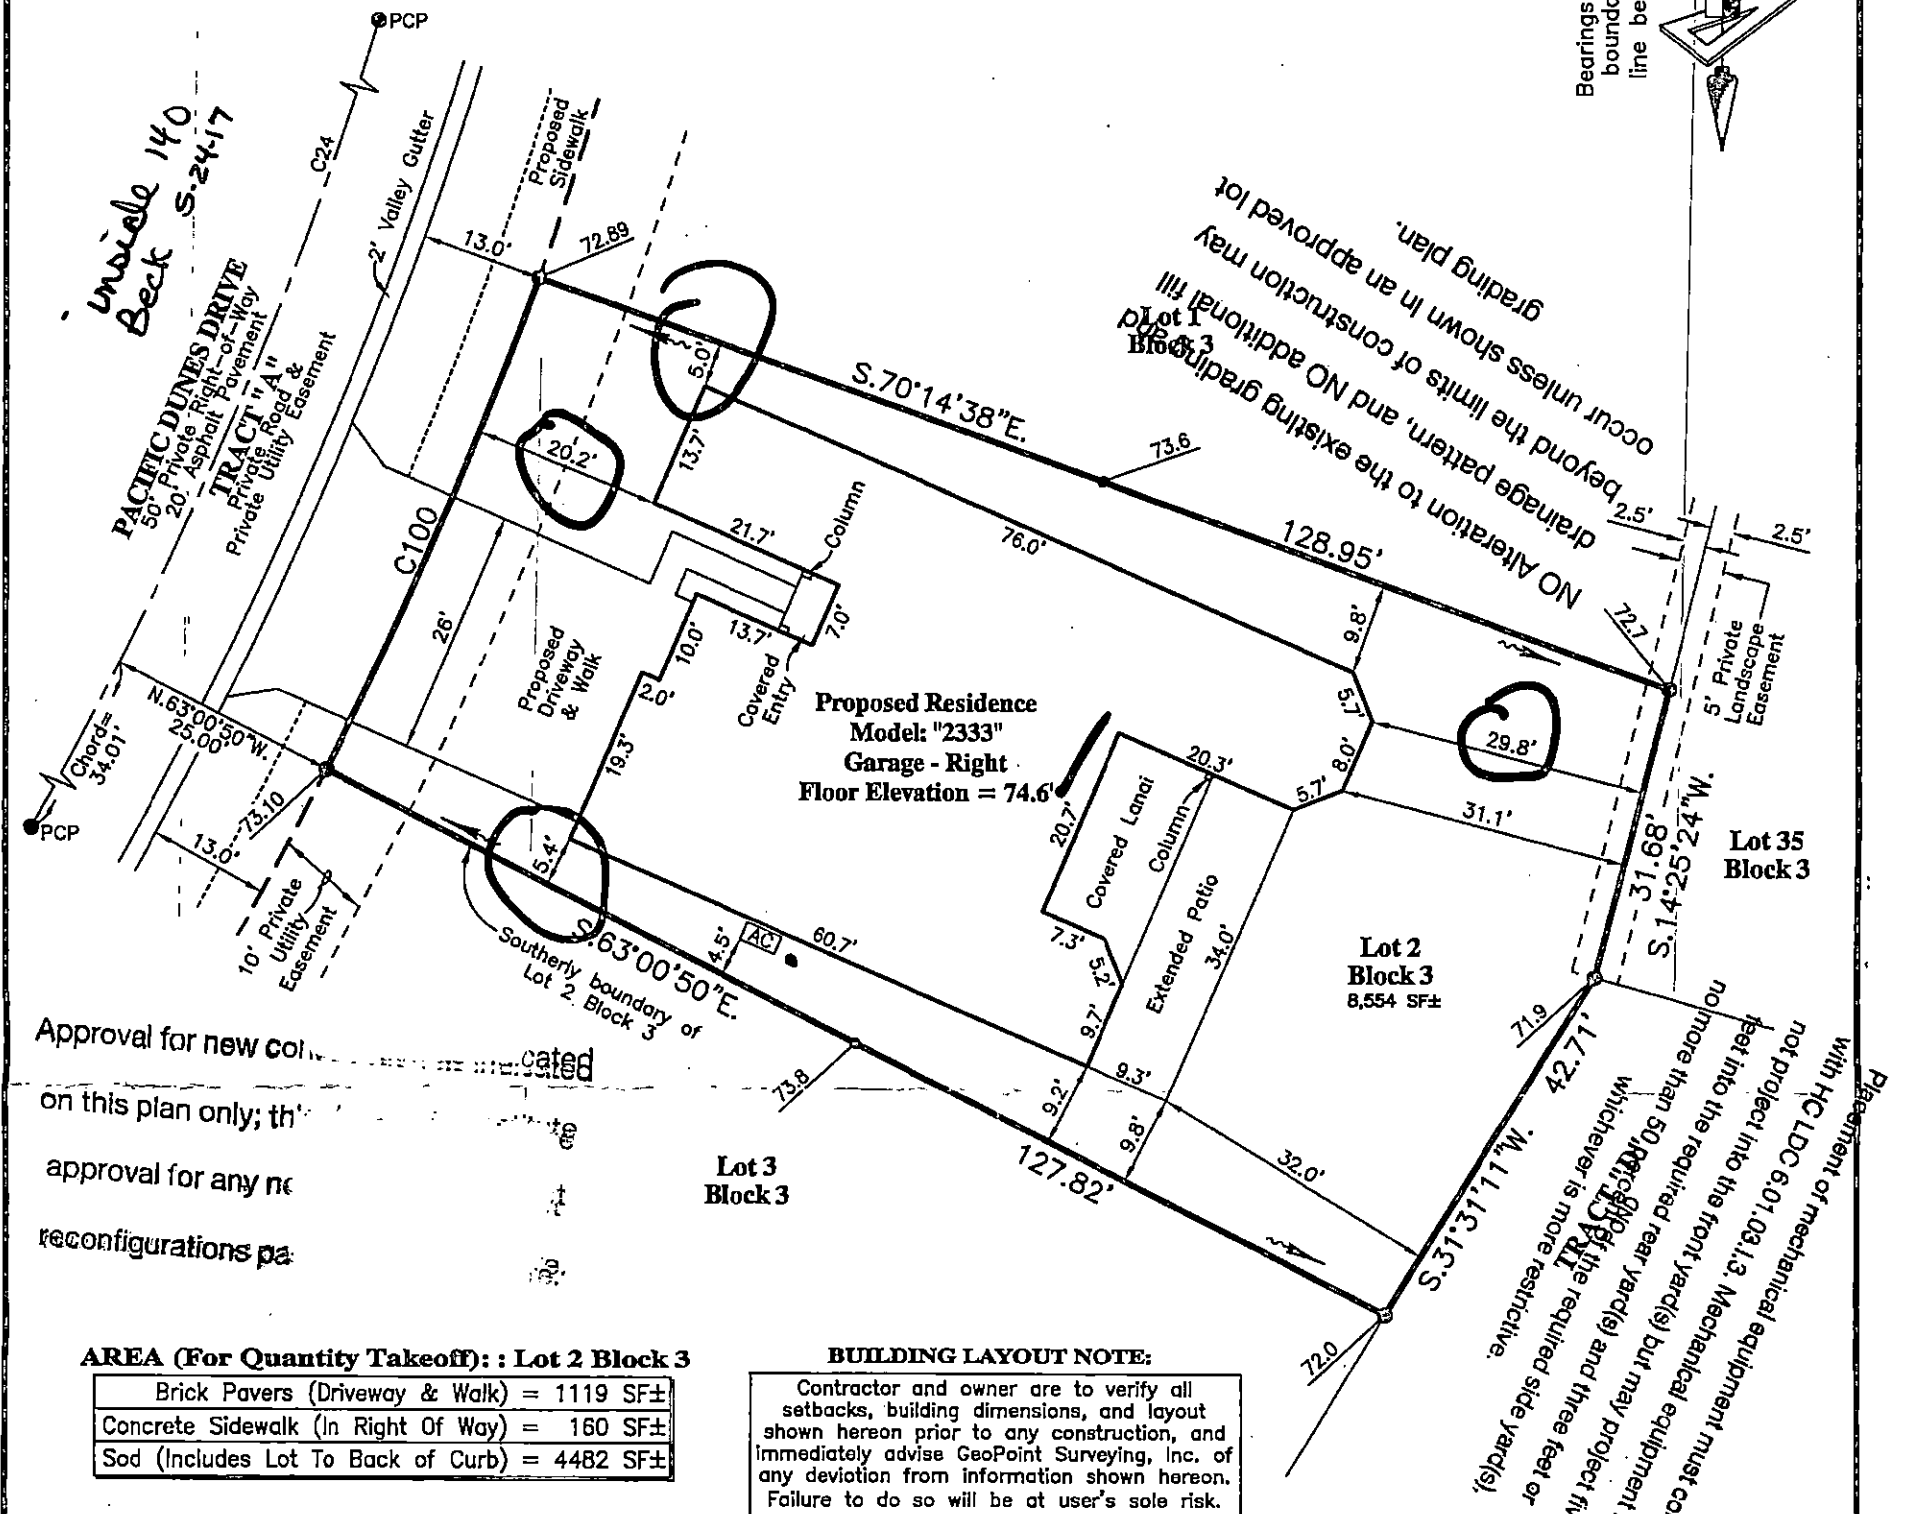 PCP
Bearings
bounda
line be
Inside 140
Beck 5-24-17
C24
2' Valley Gutter
Proposed
Sidewalk
13.0'
72.89
PACIFIC DUNES DRIVE
50' Private Right-of-Way
20' Asphalt Pavement
TRACT "A"
Private Road &
Private Utility Easement
5.0'
13.7'
20.2'
S.70°14'38"E.
128.95'
73.6
Lot 1
Block 3
NO Alteration to the existing grading and
drainage pattern, and NO additional fill
beyond the limits of construction may
occur unless shown in an approved lot
grading plan.
2.5'
2.5'
72.7
5' Private
Landscape
Easement
C100
26'
21.7'
Column
76.0'
9.8'
7.0'
13.7'
10.0'
2.0'
19.3'
Covered
Entry
Proposed
Driveway
& Walk
Proposed Residence
Model: "2333"
Garage - Right
Floor Elevation = 74.6'
5.7'
8.0'
5.7'
29.8'
31.1'
20.3'
20.7'
Covered Lanai
Column
Extended Patio
34.0'
7.3'
5.2'
9.7'
31.68'
S.14°25'24"W.
Lot 35
Block 3
N.63°00'50"W.
25.00'
Chord=
34.01'
PCP
73.10
13.0'
10' Private
Utility
Easement
5.4'
4.5'
AC
60.7'
.63°00'50"E.
Southerly boundary of
Lot 2 Block 3
Lot 2
Block 3
8,554 SF±
71.9
42.71'
S.31°31'11"W.
73.8
9.3'
9.2'
9.8'
32.0'
127.82'
Lot 3
Block 3
72.0
TRACT "D"
Placement of mechanical equipment must co
with HC LDC 6.01.03.I.3. Mechanical equipment
not project into the front yard(s) but may project fiv
feet into the required rear yard(s) and three feet or
no more than 50 percent of the required side yard(s),
whichever is more restrictive.
Approval for new cated
on this plan only;
approval for any
reconfigurations
AREA (For Quantity Takeoff): : Lot 2 Block 3
Brick Pavers (Driveway & Walk) = 1119 SF±
Concrete Sidewalk (In Right Of Way) = 160 SF±
Sod (Includes Lot To Back of Curb) = 4482 SF±
BUILDING LAYOUT NOTE:
Contractor and owner are to verify all
setbacks, building dimensions, and layout
shown hereon prior to any construction, and
immediately advise GeoPoint Surveying, Inc. of
any deviation from information shown hereon.
Failure to do so will be at user's sole risk.